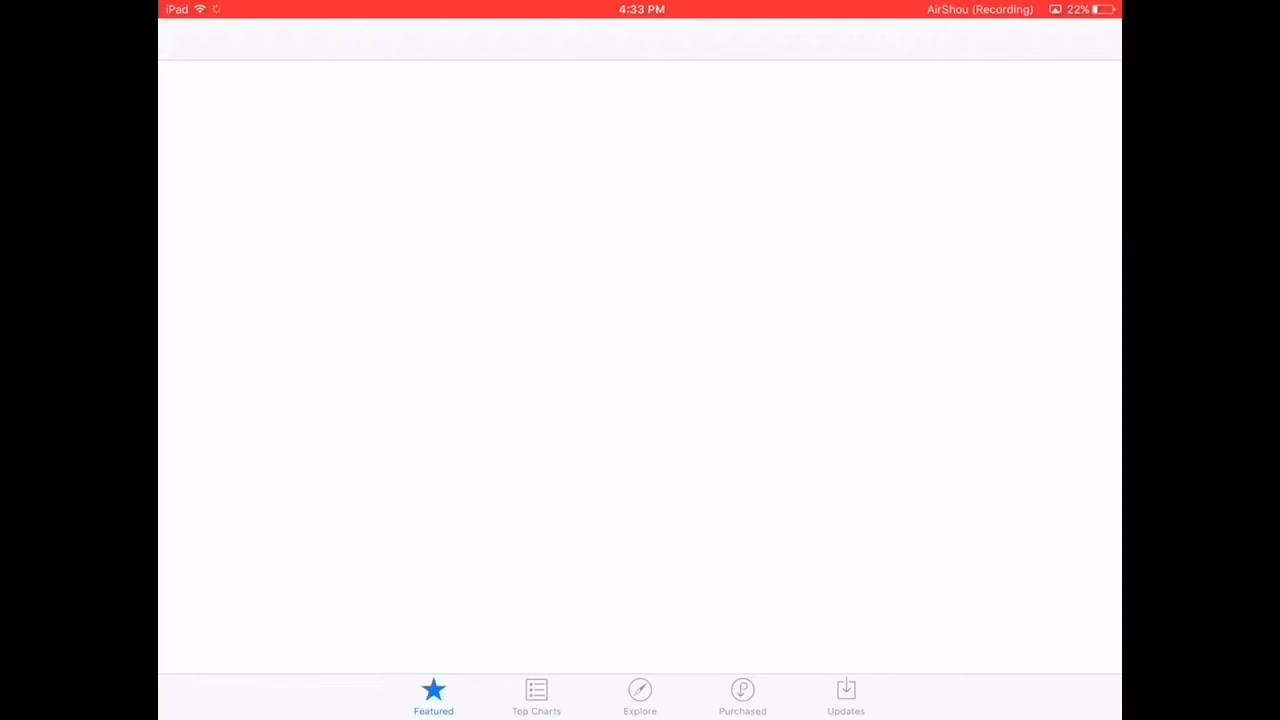 iPad 4:33 PM AirShou (Recording) 22%
Featured Top Charts Explore Purchased Updates